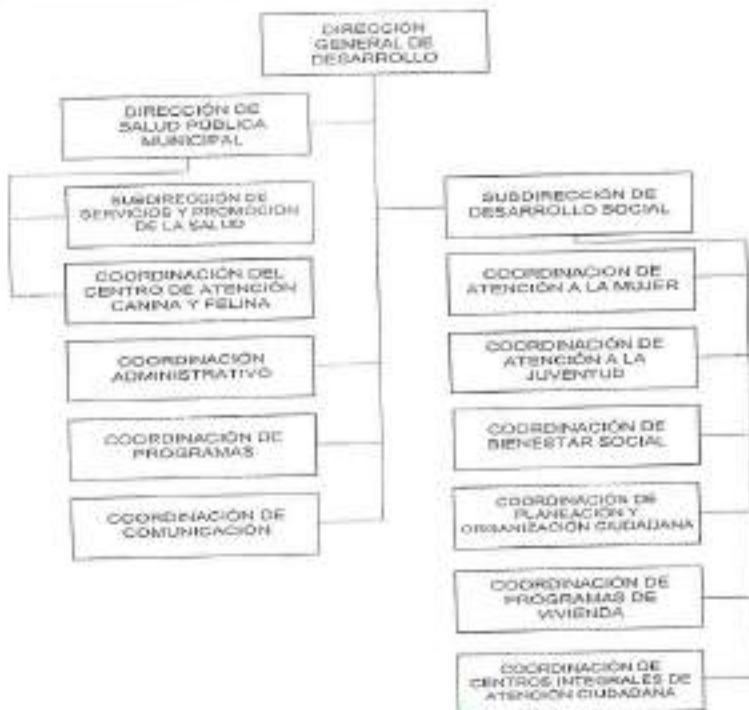 DIRECCIÓN
GENERAL DE
DESARROLLO
DIRECCIÓN DE
SALUD PÚBLICA
MUNICIPAL
SUBDIRECCIÓN DE
SERVICIOS Y PROMOCIÓN
DE LA SALUD
COORDINACIÓN DEL
CENTRO DE ATENCIÓN
CANINA Y FELINA
COORDINACIÓN
ADMINISTRATIVO
COORDINACIÓN DE
PROGRAMAS
COORDINACIÓN DE
COMUNICACIÓN
SUBDIRECCIÓN DE
DESARROLLO SOCIAL
COORDINACION DE
ATENCIÓN A LA MUJER
COORDINACIÓN DE
ATENCIÓN A LA
JUVENTUD
COORDINACIÓN DE
BIENESTAR SOCIAL
COORDINACIÓN DE
PLANEACIÓN Y
ORGANIZACIÓN CIUDADANA
COORDINACIÓN DE
PROGRAMAS DE
VIVIENDA
COORDINACIÓN DE
CENTROS INTEGRALES DE
ATENCIÓN CIUDADANA